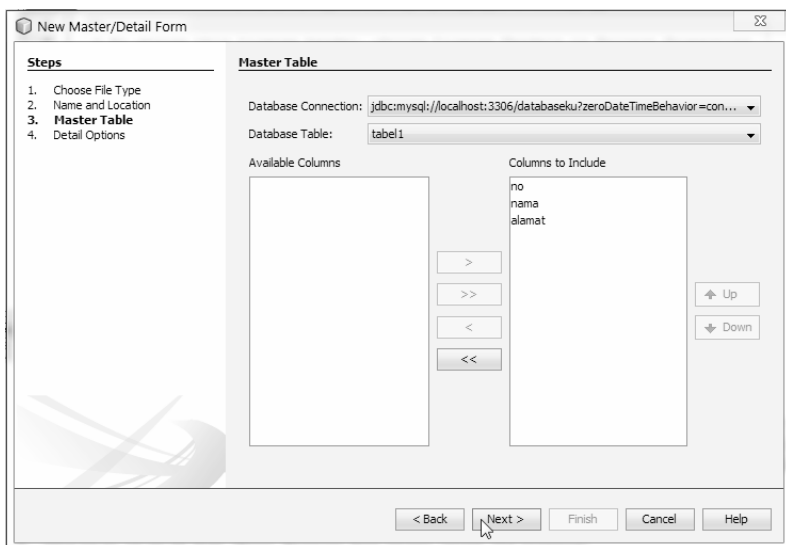 New Master/Detail Form
Steps
1. Choose File Type
2. Name and Location
3. Master Table
4. Detail Options
Master Table
Database Connection: jdbc:mysql://localhost:3306/databaseku?zeroDateTimeBehavior=con...
Database Table: tabel1
Available Columns
Columns to Include
no
nama
alamat
>
>>
<
<<
Up
Down
< Back
Next >
Finish
Cancel
Help